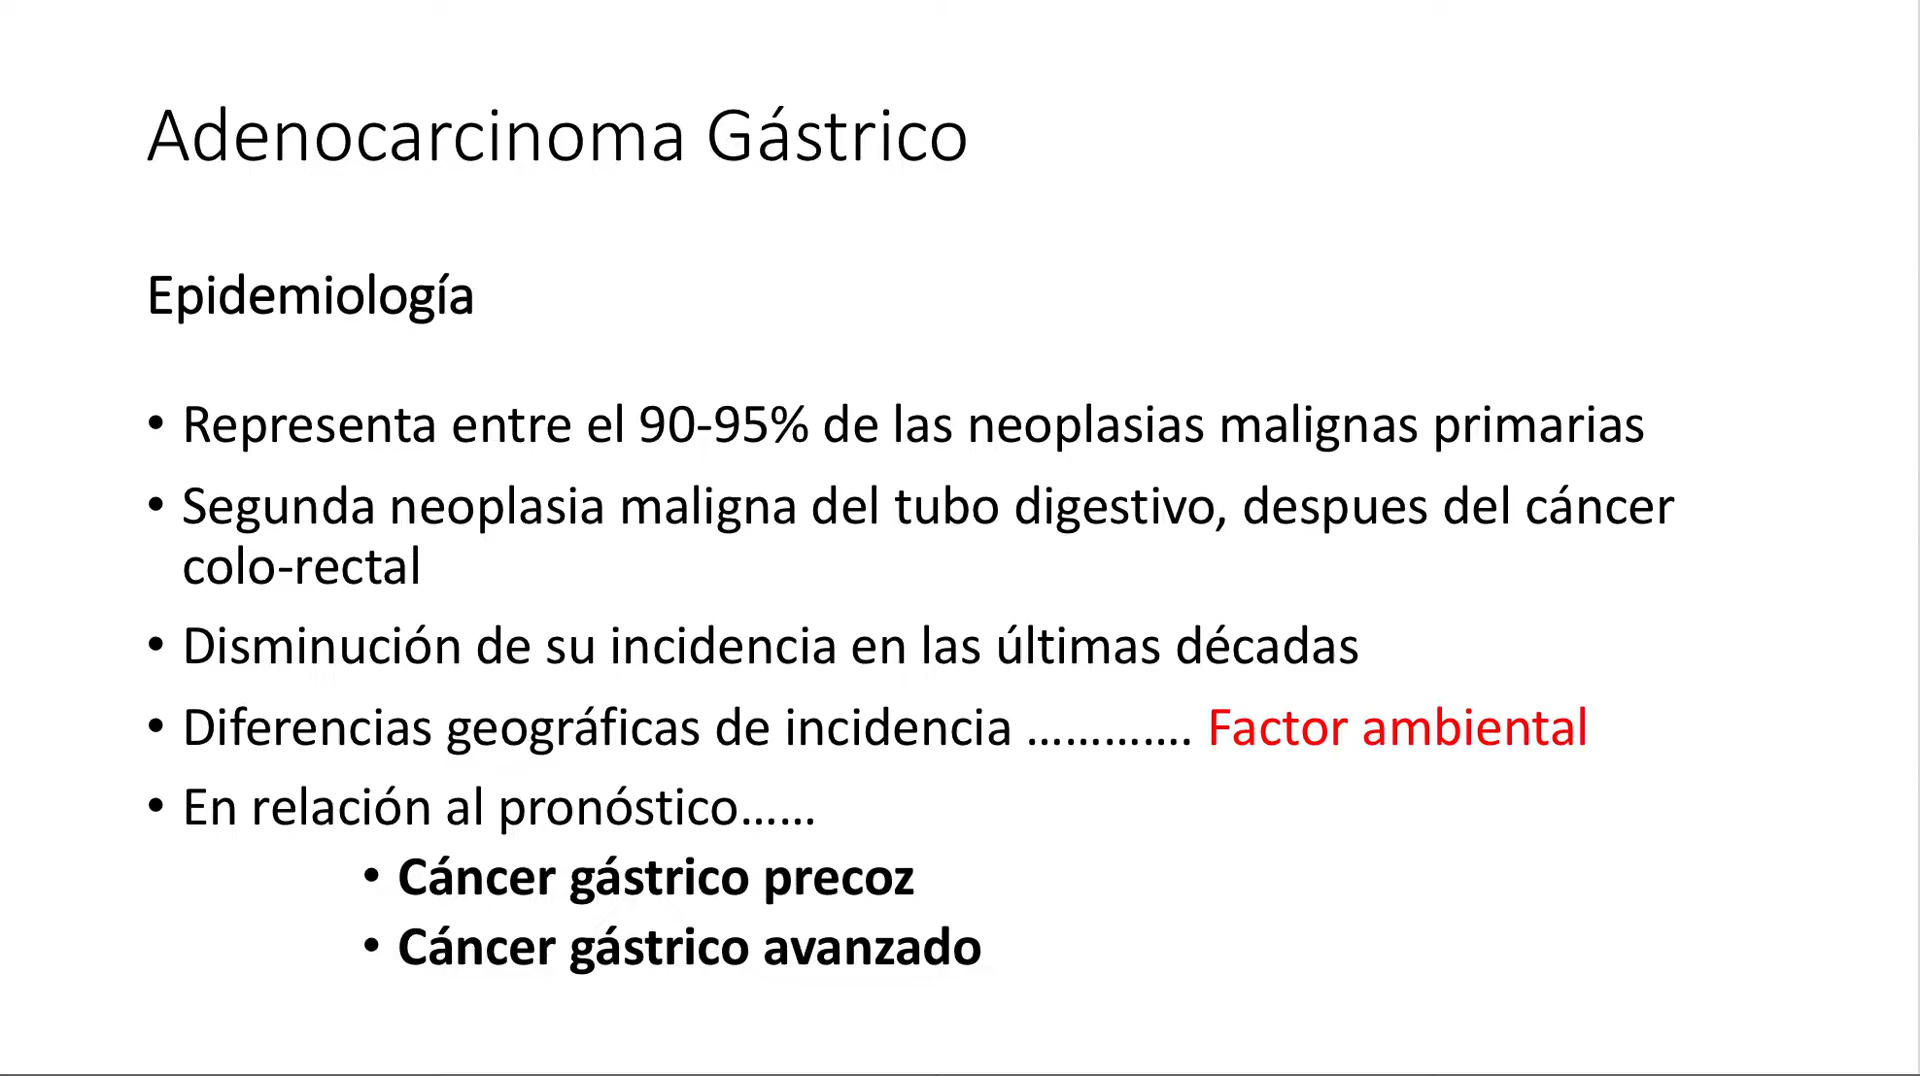 Adenocarcinoma Gástrico
Epidemiología
• Representa entre el 90-95% de las neoplasias malignas primarias
• Segunda neoplasia maligna del tubo digestivo, despues del cáncer
colo-rectal
• Disminución de su incidencia en las últimas décadas
• Diferencias geográficas de incidencia …………. Factor ambiental
• En relación al pronóstico……
• Cáncer gástrico precoz
• Cáncer gástrico avanzado